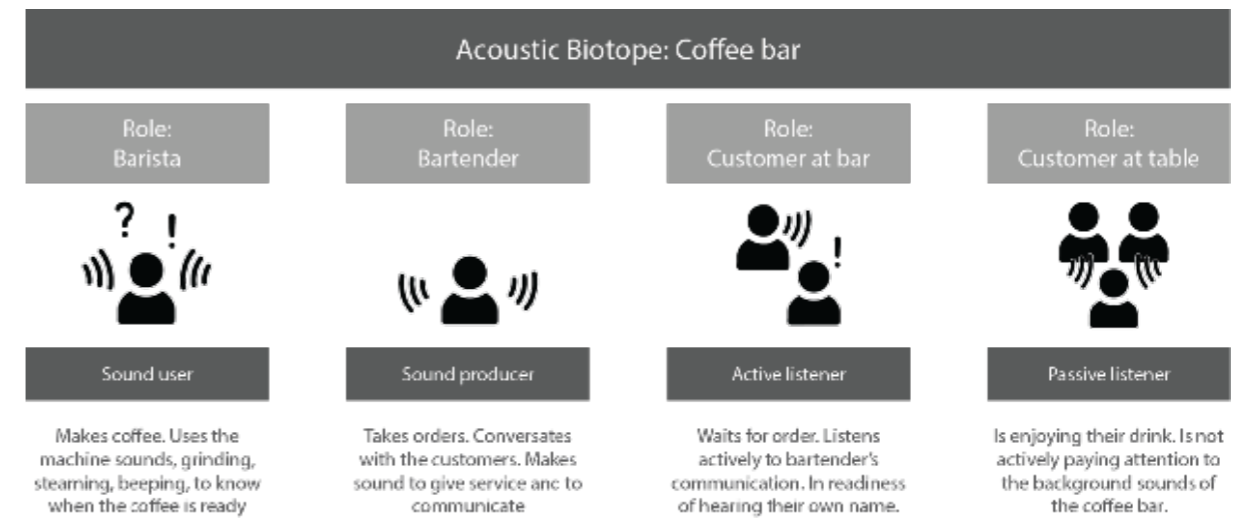 Acoustic Biotope: Coffee bar
Role:
Barista
Role:
Bartender
Role:
Customer at bar
Role:
Customer at table
? !
!
Sound user
Sound producer
Active listener
Passive listener
Makes coffee. Uses the
machine sounds, grinding,
steaming, beeping, to know
when the coffee is ready
Takes orders. Conversates
with the customers. Makes
sound to give service and to
communicate
Waits for order. Listens
actively to bartender's
communication. In readiness
of hearing their own name.
Is enjoying their drink. Is not
actively paying attention to
the background sounds of
the coffee bar.